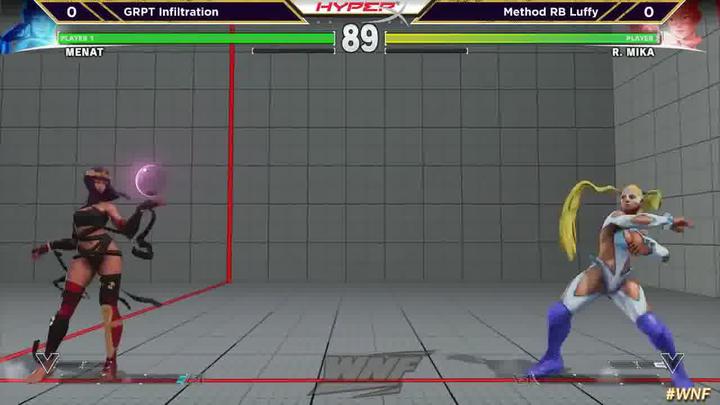 0 GRPT Infiltration HYPER Method RB Luffy 0
PLAYER 1 89 PLAYER 2
MENAT R. MIKA
WNF
#WNF